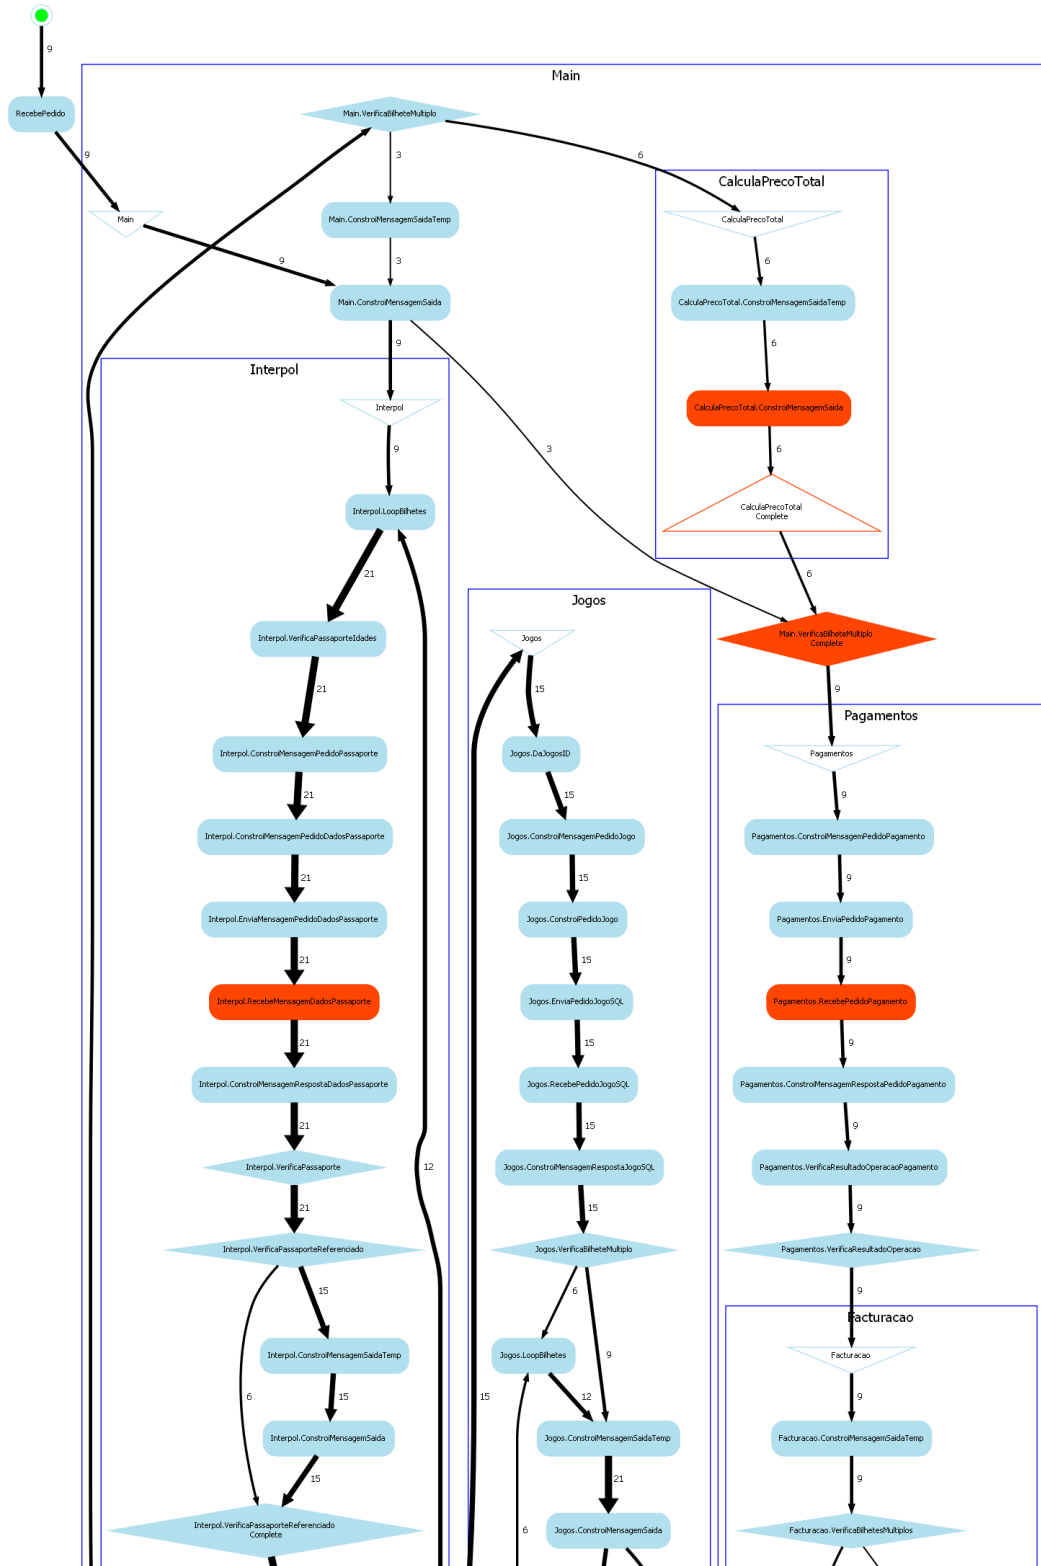 9
Main
RecebePedido
Main.VerificaBilheteMultiplo
9
3
6
CalculaPrecoTotal
Main
Main.ConstroiMensagemSaidaTemp
CalculaPrecoTotal
9
3
6
Main.ConstroiMensagemSaida
CalculaPrecoTotal.ConstroiMensagemSaidaTemp
9
6
Interpol
Interpol
CalculaPrecoTotal.ConstroiMensagemSaida
9
3
6
Interpol.LoopBilhetes
CalculaPrecoTotal
Complete
21
6
Jogos
Interpol.VerificaPassaporteIdades
Jogos
Main.VerificaBilheteMultiplo
Complete
21
15
9
Pagamentos
Interpol.ConstroiMensagemPedidoPassaporte
Jogos.DaJogosID
Pagamentos
21
15
9
Interpol.ConstroiMensagemPedidoDadosPassaporte
Jogos.ConstroiMensagemPedidoJogo
Pagamentos.ConstroiMensagemPedidoPagamento
21
15
9
Interpol.EnviaMensagemPedidoDadosPassaporte
Jogos.ConstroiPedidoJogo
Pagamentos.EnviaPedidoPagamento
21
15
9
Interpol.RecebeMensagemDadosPassaporte
Jogos.EnviaPedidoJogoSQL
Pagamentos.RecebePedidoPagamento
21
15
9
Interpol.ConstroiMensagemRespostaDadosPassaporte
Jogos.RecebePedidoJogoSQL
Pagamentos.ConstroiMensagemRespostaPedidoPagamento
21
15
9
Interpol.VerificaPassaporte
12
Jogos.ConstroiMensagemRespostaJogoSQL
Pagamentos.VerificaResultadoOperacaoPagamento
21
15
9
Interpol.VerificaPassaporteReferenciado
Jogos.VerificaBilheteMultiplo
Pagamentos.VerificaResultadoOperacao
15
6
9
Facturacao
Interpol.ConstroiMensagemSaidaTemp
Jogos.LoopBilhetes
9
Facturacao
6
15
15
12
9
Interpol.ConstroiMensagemSaida
Jogos.ConstroiMensagemSaidaTemp
Facturacao.ConstroiMensagemSaidaTemp
15
21
9
Interpol.VerificaPassaporteReferenciado
Complete
6
Jogos.ConstroiMensagemSaida
Facturacao.VerificaBilhetesMultiplos